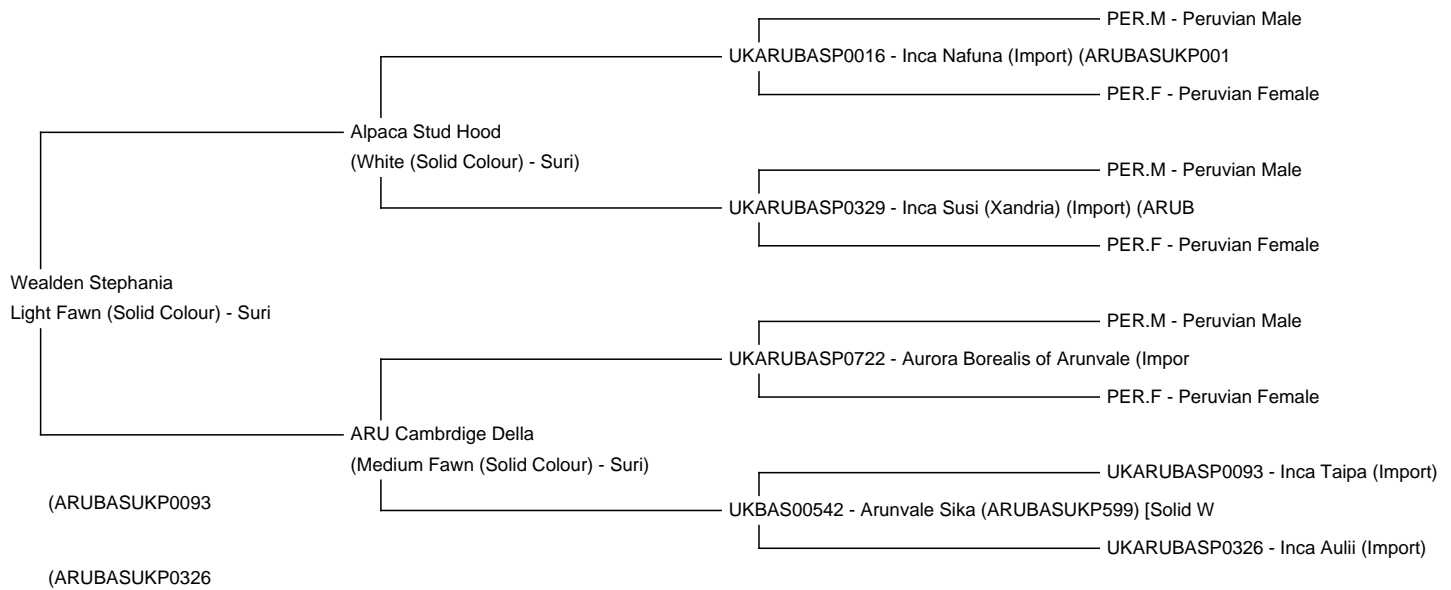 PER.M - Peruvian Male
UKARUBASP0016 - Inca Nafuna (Import) (ARUBASUKP001
PER.F - Peruvian Female
Alpaca Stud Hood
(White (Solid Colour) - Suri)
PER.M - Peruvian Male
UKARUBASP0329 - Inca Susi (Xandria) (Import) (ARUB
PER.F - Peruvian Female
Wealden Stephania
Light Fawn (Solid Colour) - Suri
PER.M - Peruvian Male
UKARUBASP0722 - Aurora Borealis of Arunvale (Impor
PER.F - Peruvian Female
ARU Cambrdige Della
(Medium Fawn (Solid Colour) - Suri)
UKARUBASP0093 - Inca Taipa (Import)
(ARUBASUKP0093
UKBAS00542 - Arunvale Sika (ARUBASUKP599) [Solid W
UKARUBASP0326 - Inca Aulii (Import)
(ARUBASUKP0326